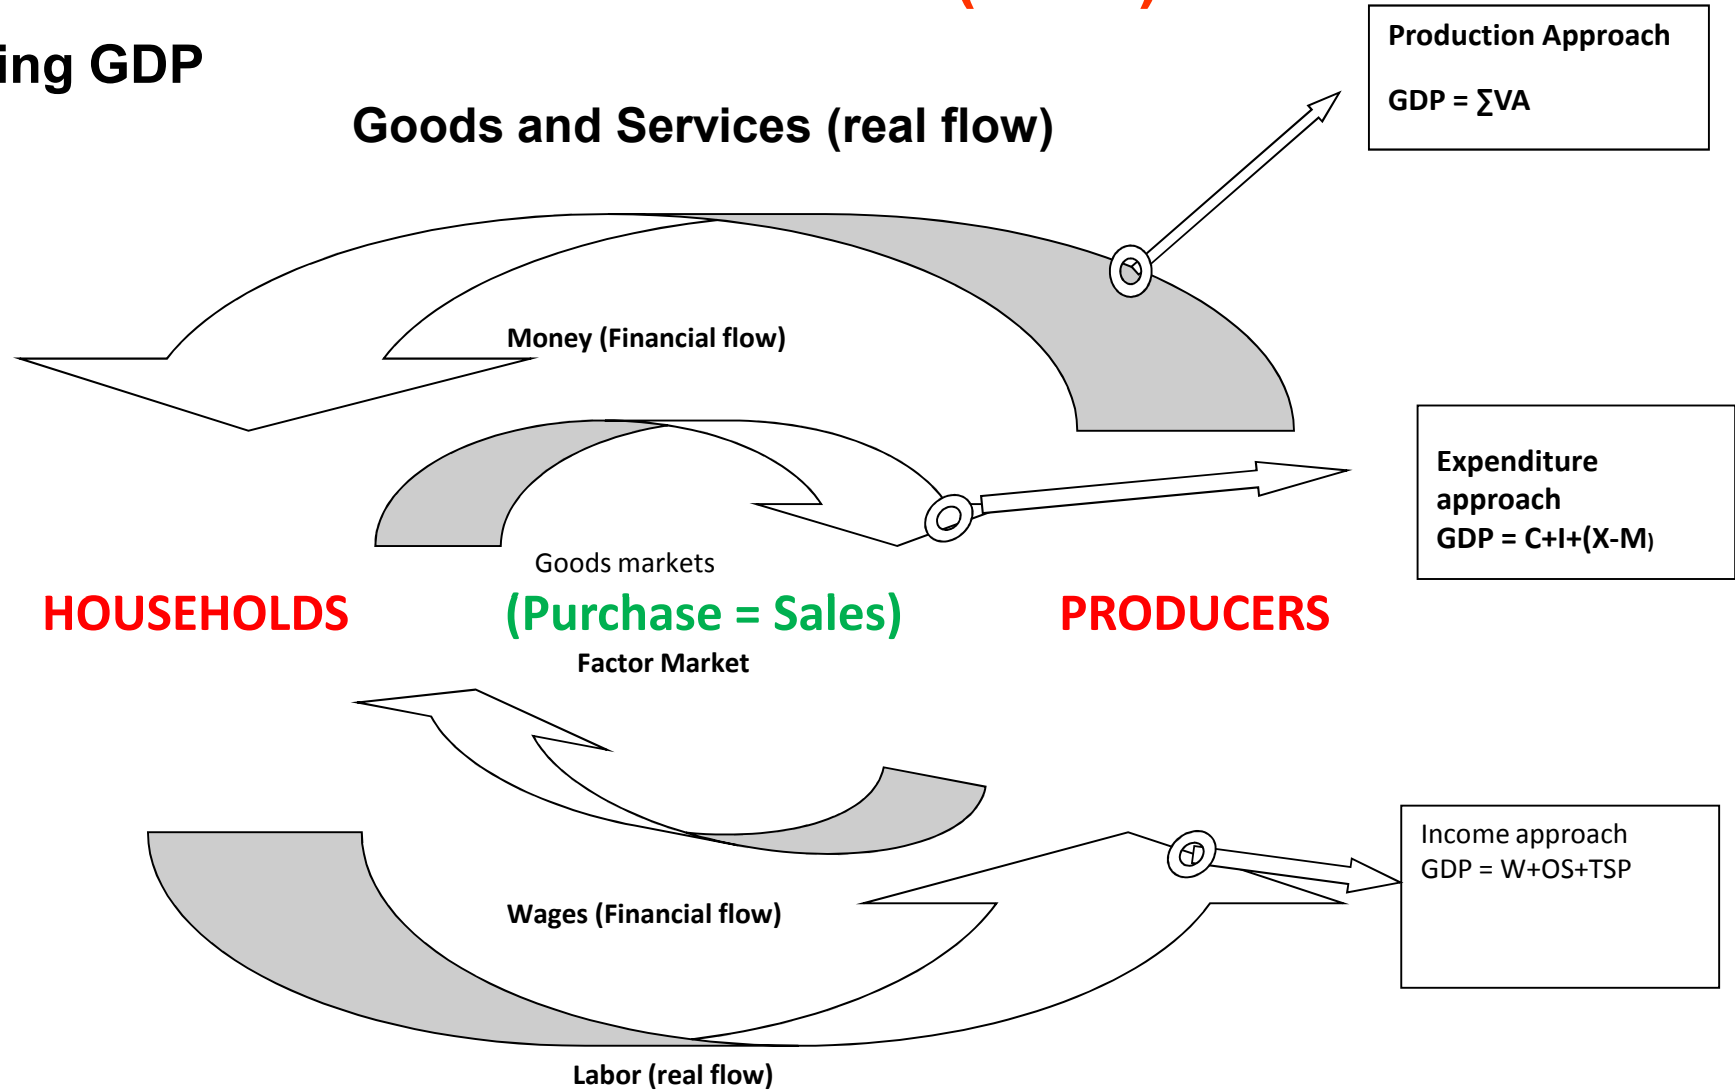 ing GDP
Production Approach
GDP = ∑VA
Goods and Services (real flow)
Money (Financial flow)
Expenditure
approach
GDP = C+I+(X-M)
Goods markets
HOUSEHOLDS (Purchase = Sales) PRODUCERS
Factor Market
Income approach
GDP = W+OS+TSP
Wages (Financial flow)
Labor (real flow)